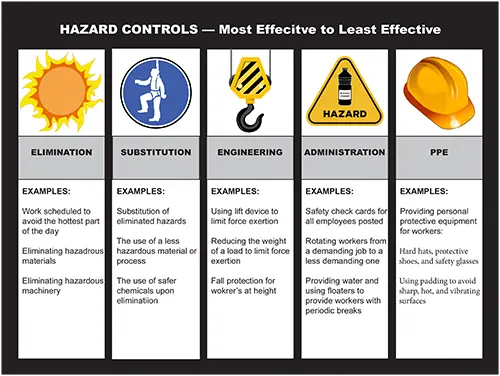 HAZARD CONTROLS — Most Effecitve to Least Effective
HAZARD
ELIMINATION
SUBSTITUTION
ENGINEERING
ADMINISTRATION
PPE
EXAMPLES:
Work scheduled to
avoid the hottest part
of the day
Eliminating hazadrous
materials
Eliminating hazardous
machinery
EXAMPLES:
Substitution of
eliminated hazards
The use of a less
hazardous material or
process
The use of safer
chemicals upon
elimination
EXAMPLES:
Using lift device to
limit force exertion
Reducing the weight
of a load to limit force
exertion
Fall protection for
wokrer's at height
EXAMPLES:
Safety check cards for
all employees posted
Rotating workers from
a demanding job to a
less demanding one
Providing water and
using floaters to
provide workers with
periodic breaks
EXAMPLES:
Providing personal
protective equipment
for workers:
Hard hats, protective
shoes, and safety glasses
Using padding to avoid
sharp, hot, and vibrating
surfaces